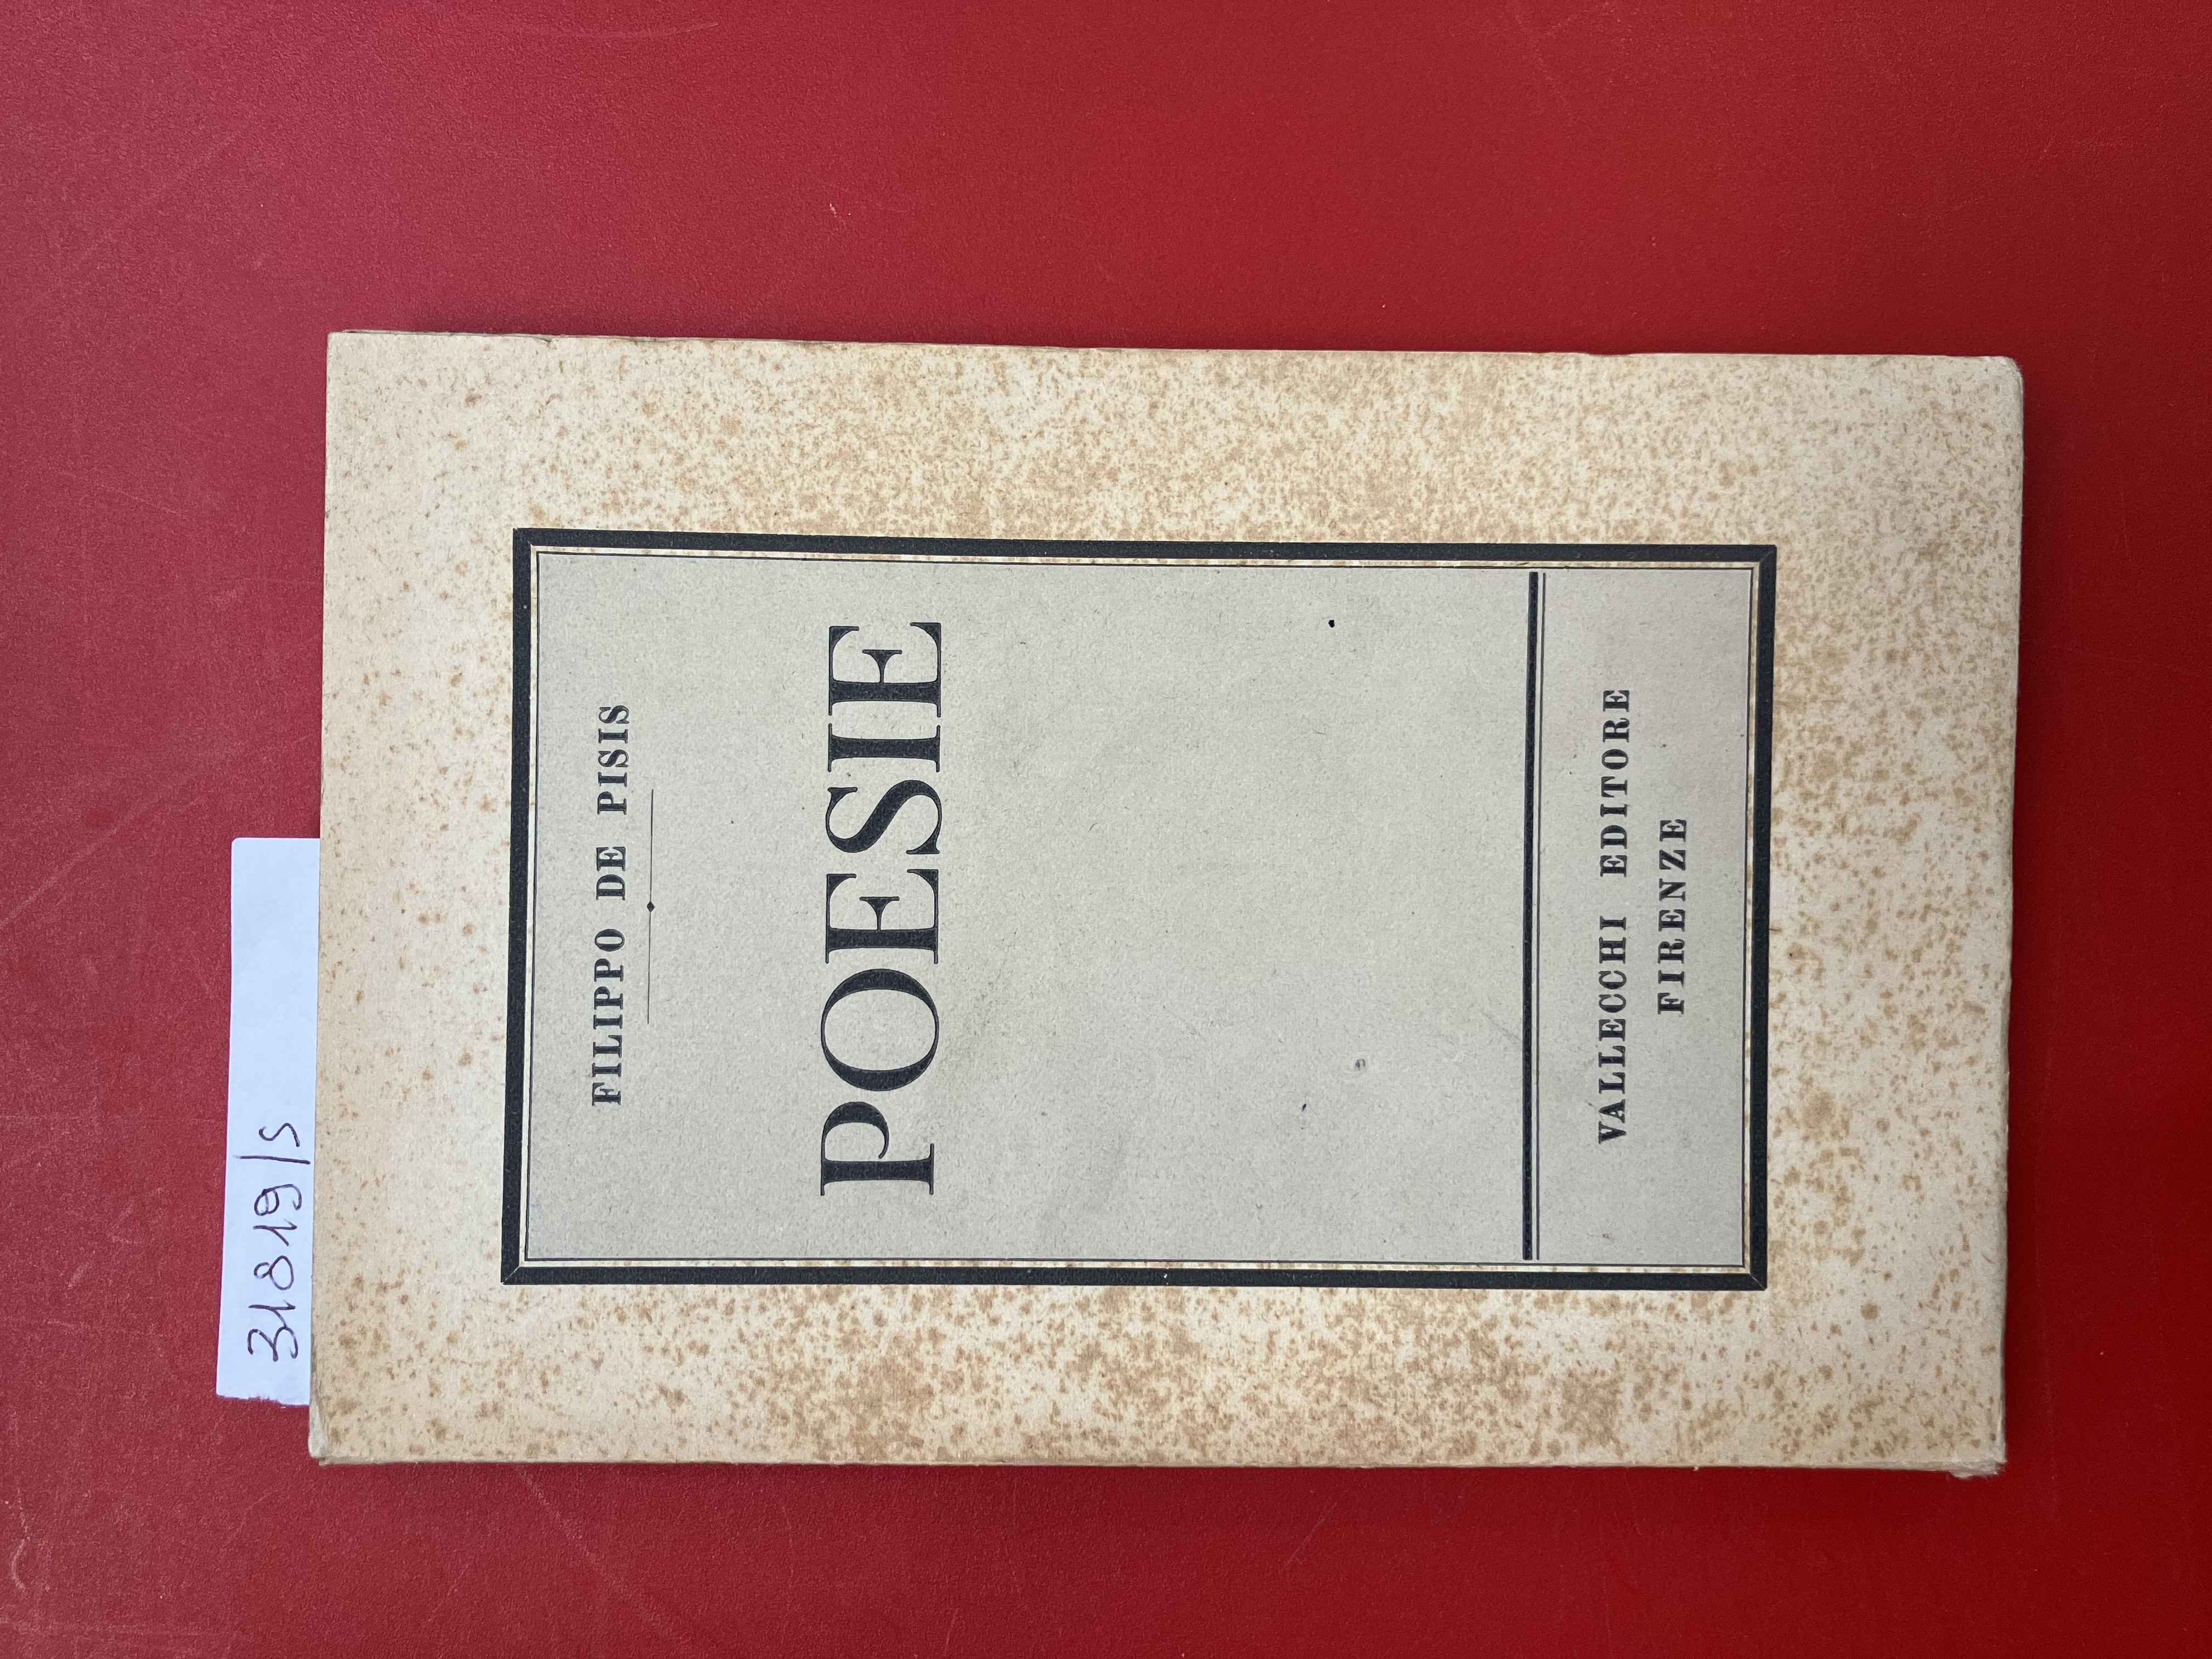 31819/S
FILIPPO DE PISIS
POESIE
VALLECCHI EDITORE
FIRENZE